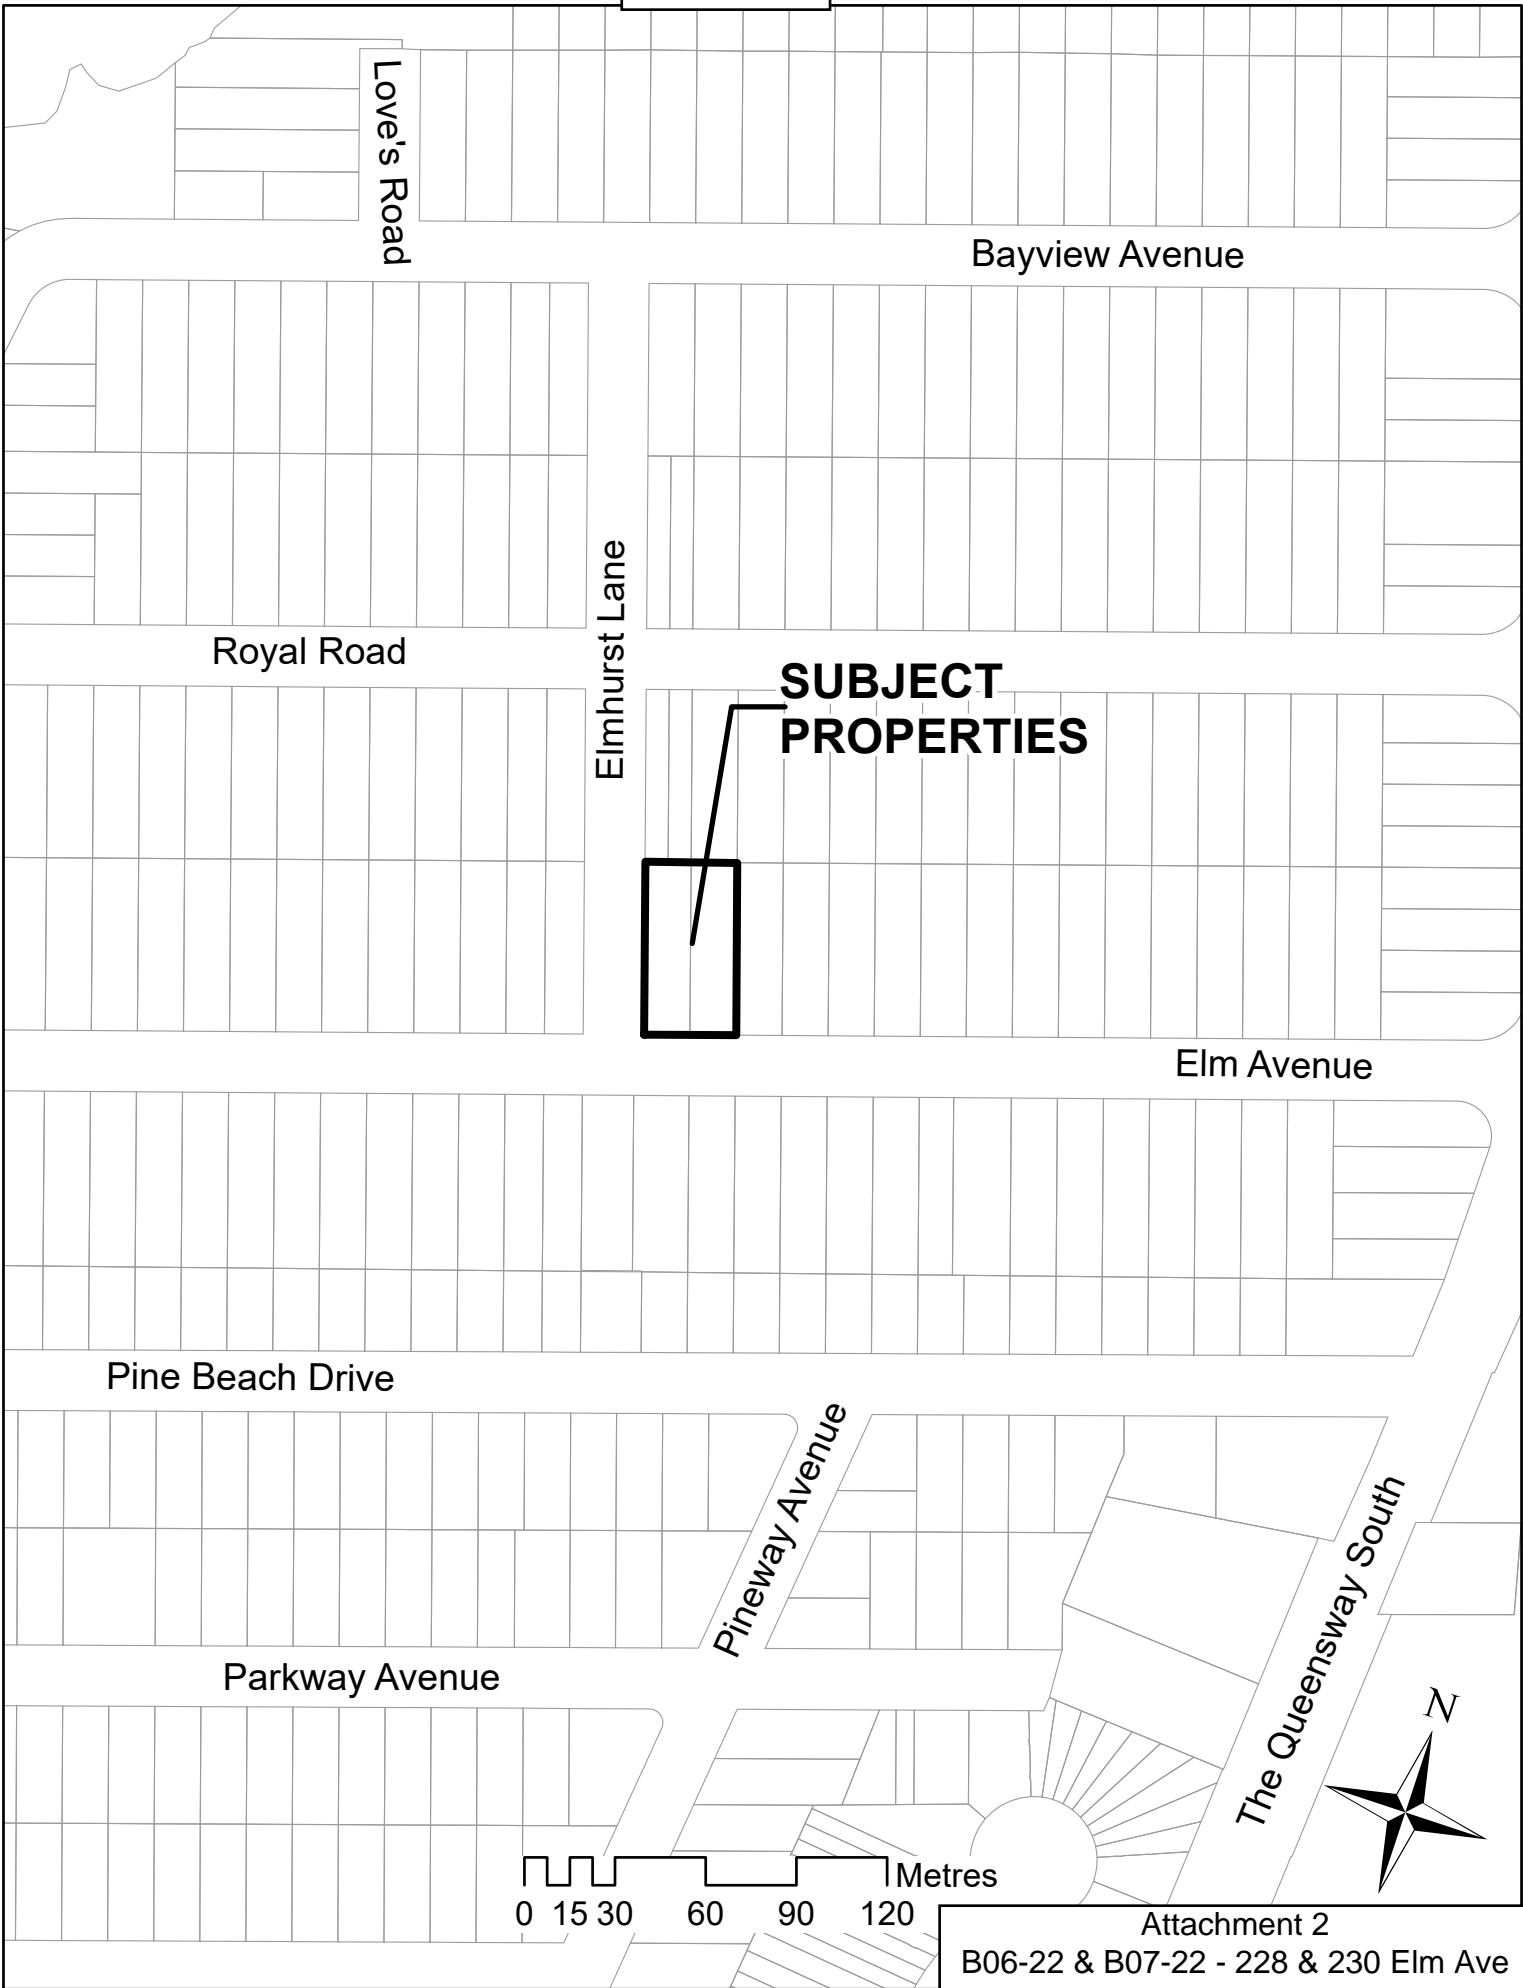 Love's Road
Bayview Avenue
Elmhurst Lane
Royal Road
SUBJECT
PROPERTIES
Elm Avenue
Pine Beach Drive
Pineway Avenue
The Queensway South
Parkway Avenue
N
Metres
0 15 30 60 90 120
Attachment 2
B06-22 & B07-22 - 228 & 230 Elm Ave